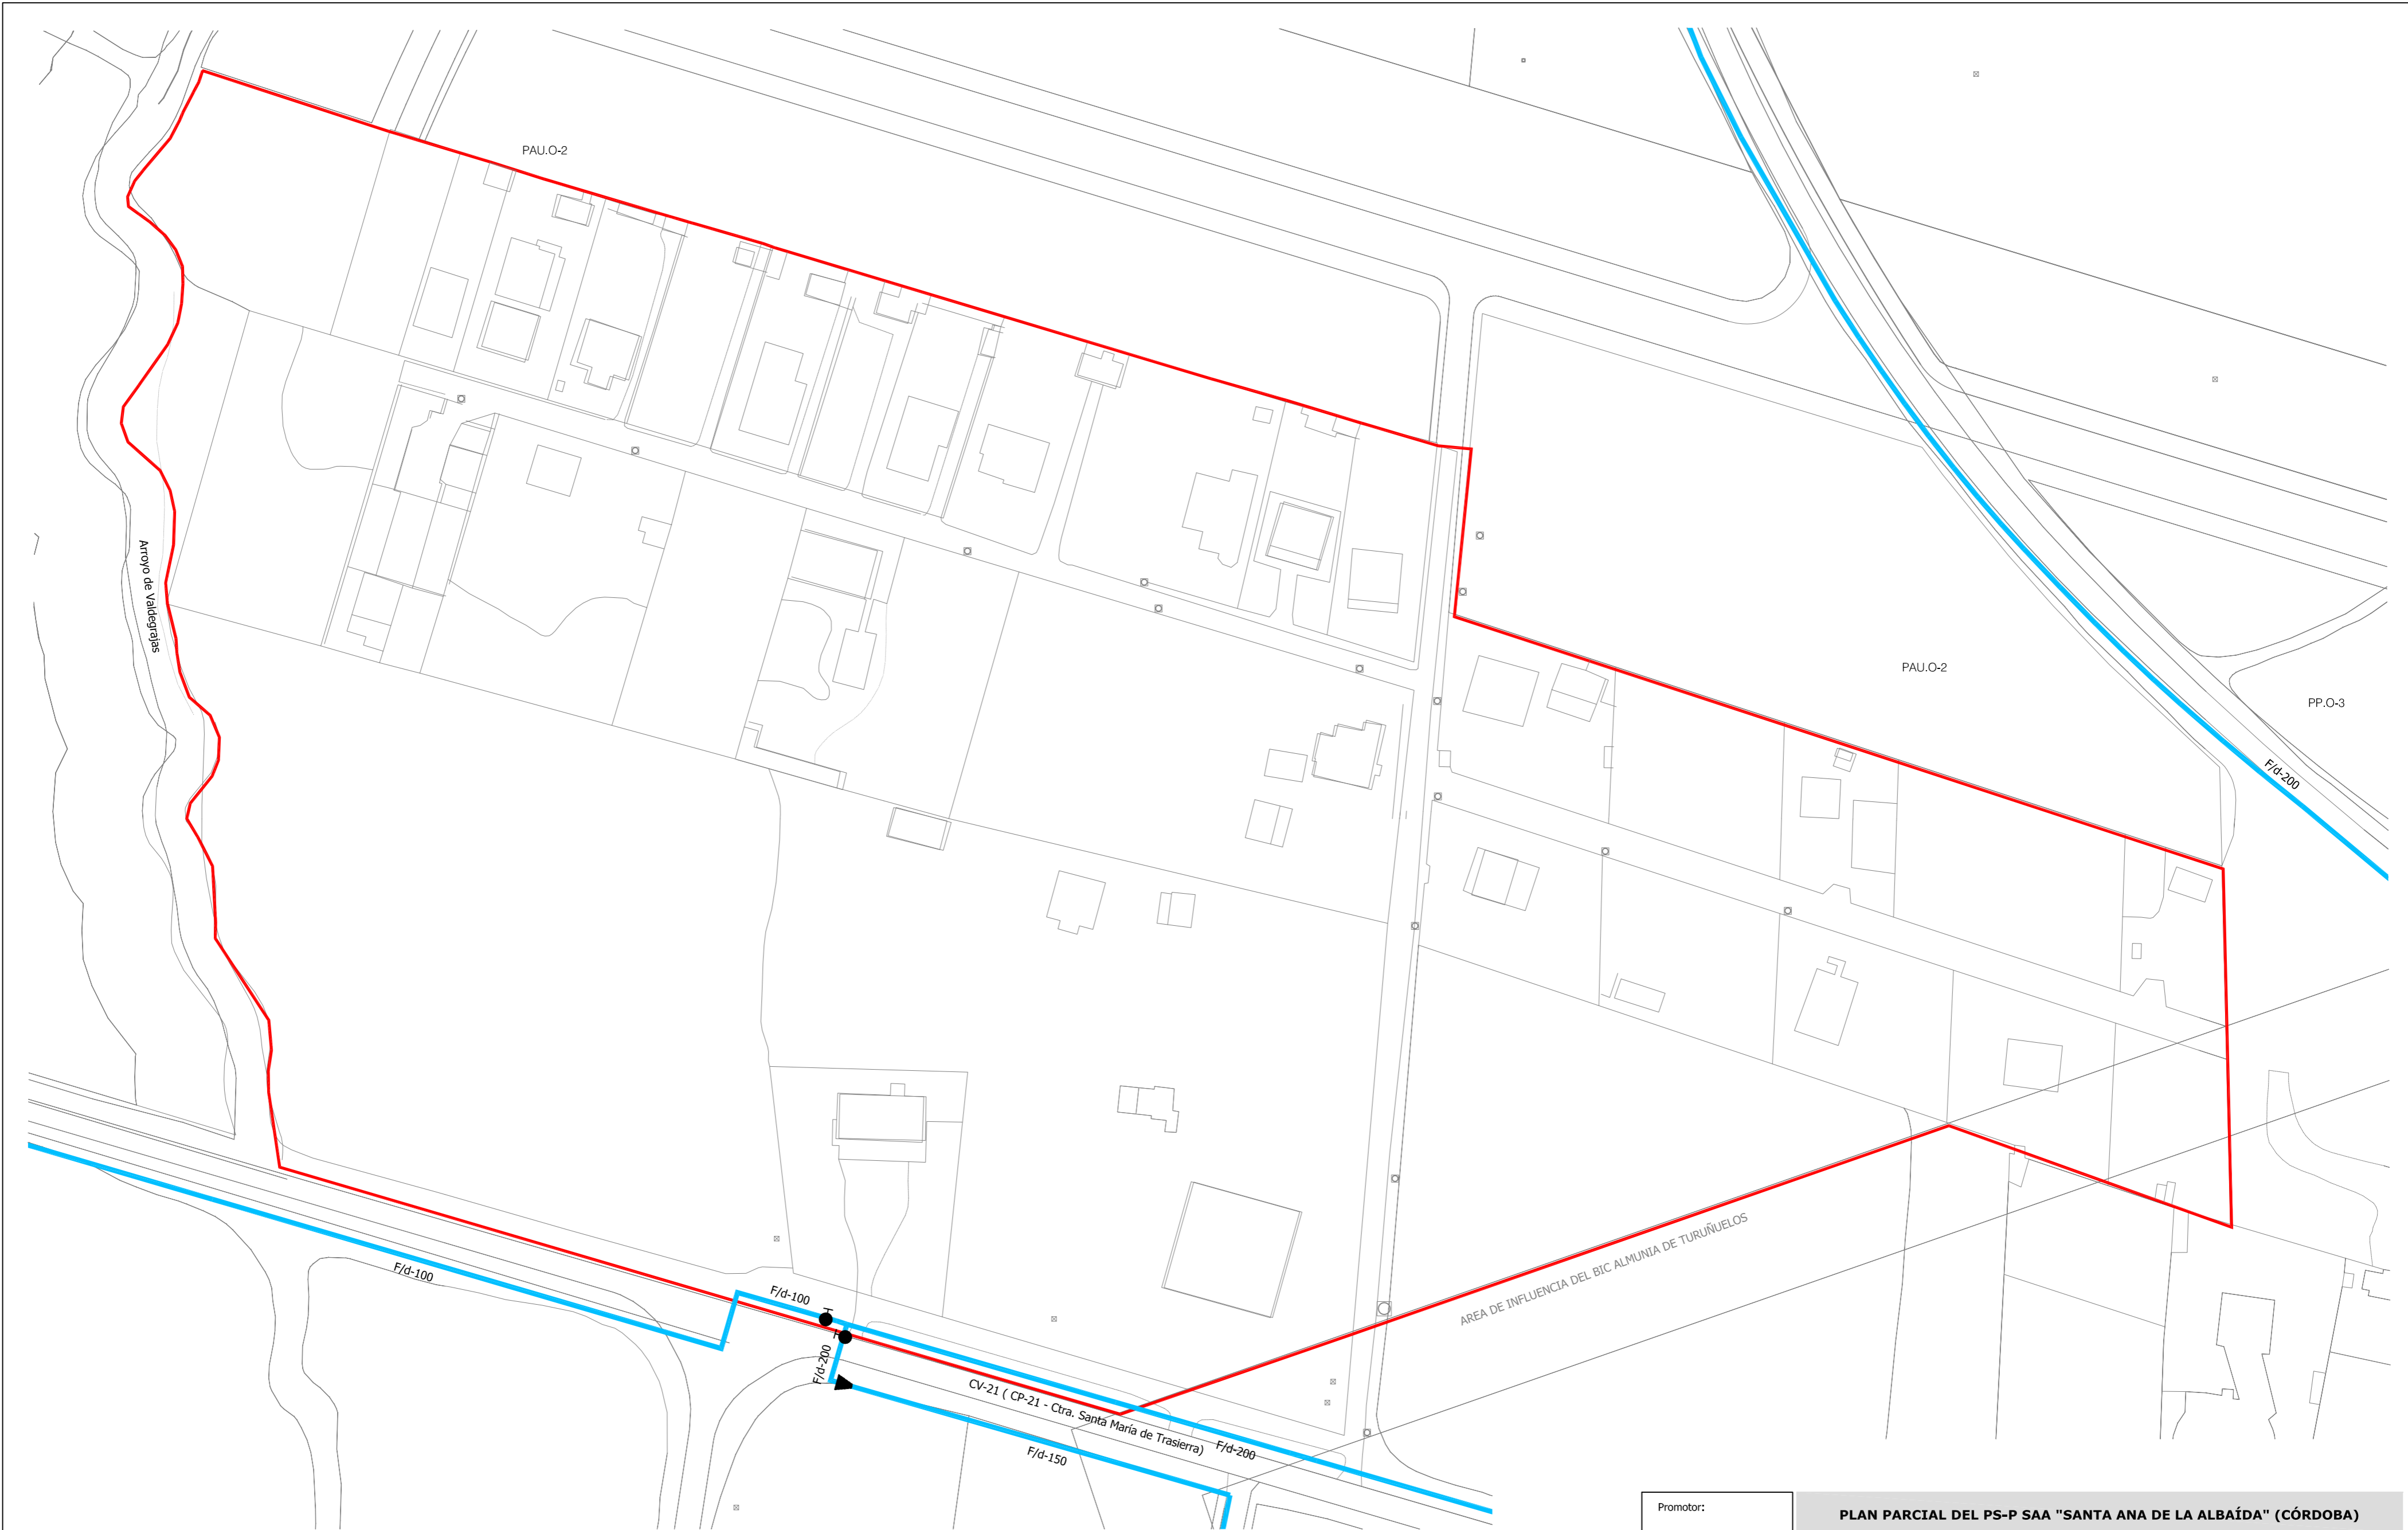 PAU.O-2
Arroyo de Valdegrajas
PAU.O-2
PP.O-3
F/d-200
AREA DE INFLUENCIA DEL BIC ALMUNIA DE TURUÑUELOS
F/d-100
F/d-100
F/d-200
CV-21 ( CP-21 - Ctra. Santa María de Trasierra)
F/d-200
F/d-150
Promotor:
PLAN PARCIAL DEL PS-P SAA "SANTA ANA DE LA ALBAÍDA" (CÓRDOBA)